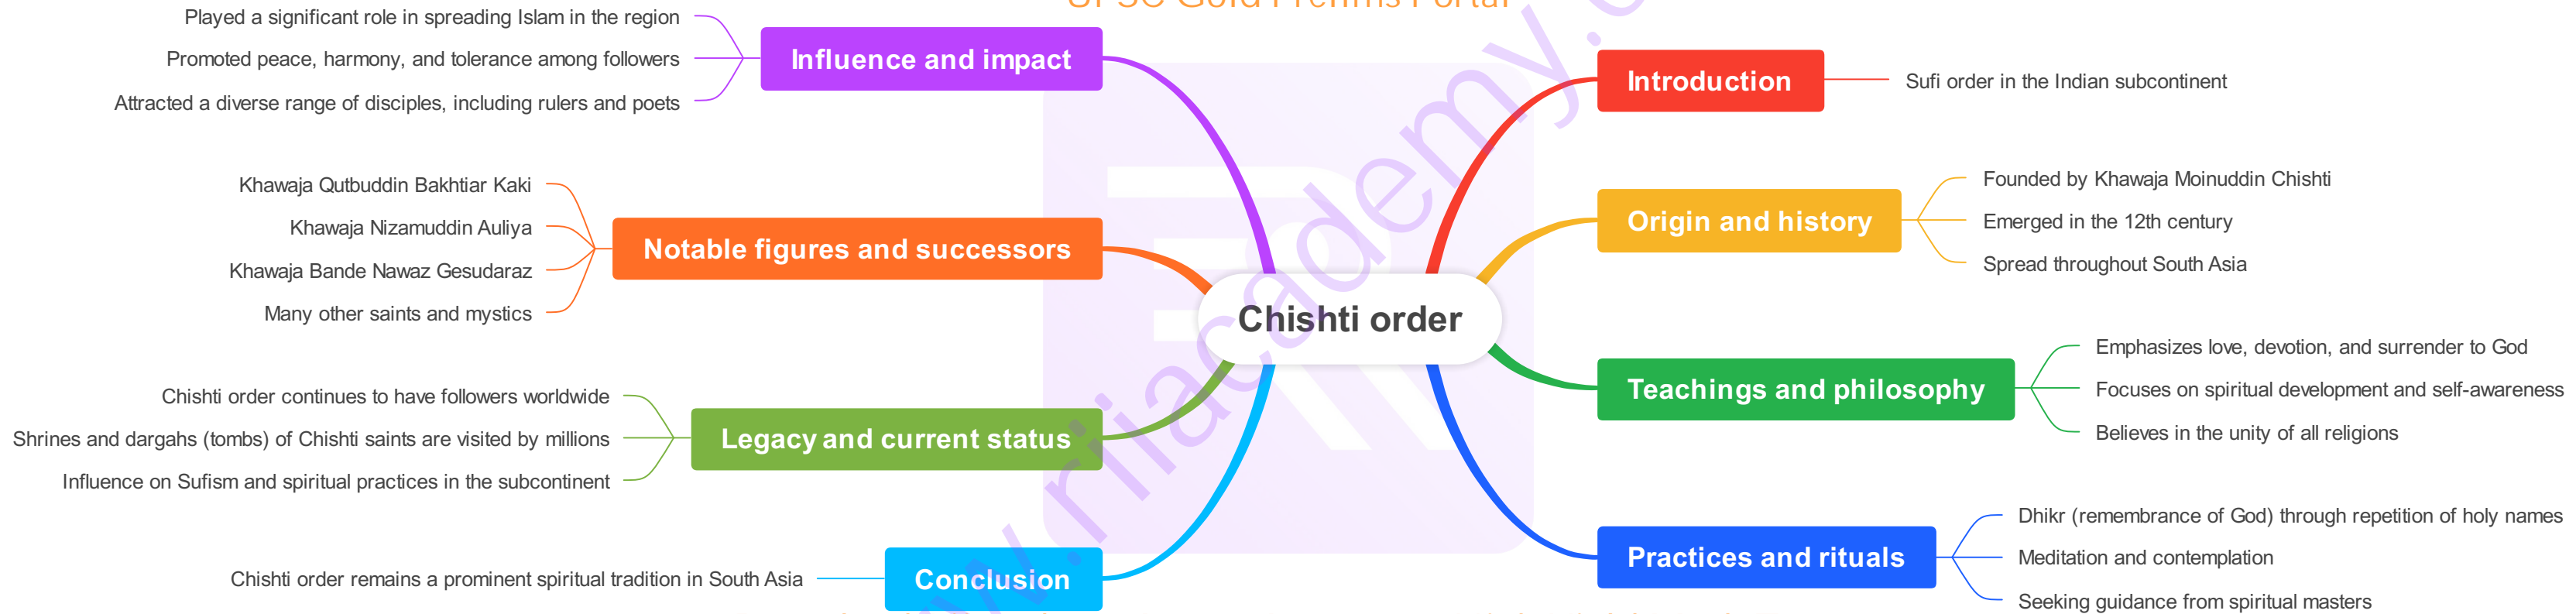 UPSC Gold Prelims Portal
Chishti order
Introduction
Sufi order in the Indian subcontinent
Origin and history
Founded by Khawaja Moinuddin Chishti
Emerged in the 12th century
Spread throughout South Asia
Teachings and philosophy
Emphasizes love, devotion, and surrender to God
Focuses on spiritual development and self-awareness
Believes in the unity of all religions
Practices and rituals
Dhikr (remembrance of God) through repetition of holy names
Meditation and contemplation
Seeking guidance from spiritual masters
Influence and impact
Played a significant role in spreading Islam in the region
Promoted peace, harmony, and tolerance among followers
Attracted a diverse range of disciples, including rulers and poets
Notable figures and successors
Khawaja Qutbuddin Bakhtiar Kaki
Khawaja Nizamuddin Auliya
Khawaja Bande Nawaz Gesudaraz
Many other saints and mystics
Legacy and current status
Chishti order continues to have followers worldwide
Shrines and dargahs (tombs) of Chishti saints are visited by millions
Influence on Sufism and spiritual practices in the subcontinent
Conclusion
Chishti order remains a prominent spiritual tradition in South Asia